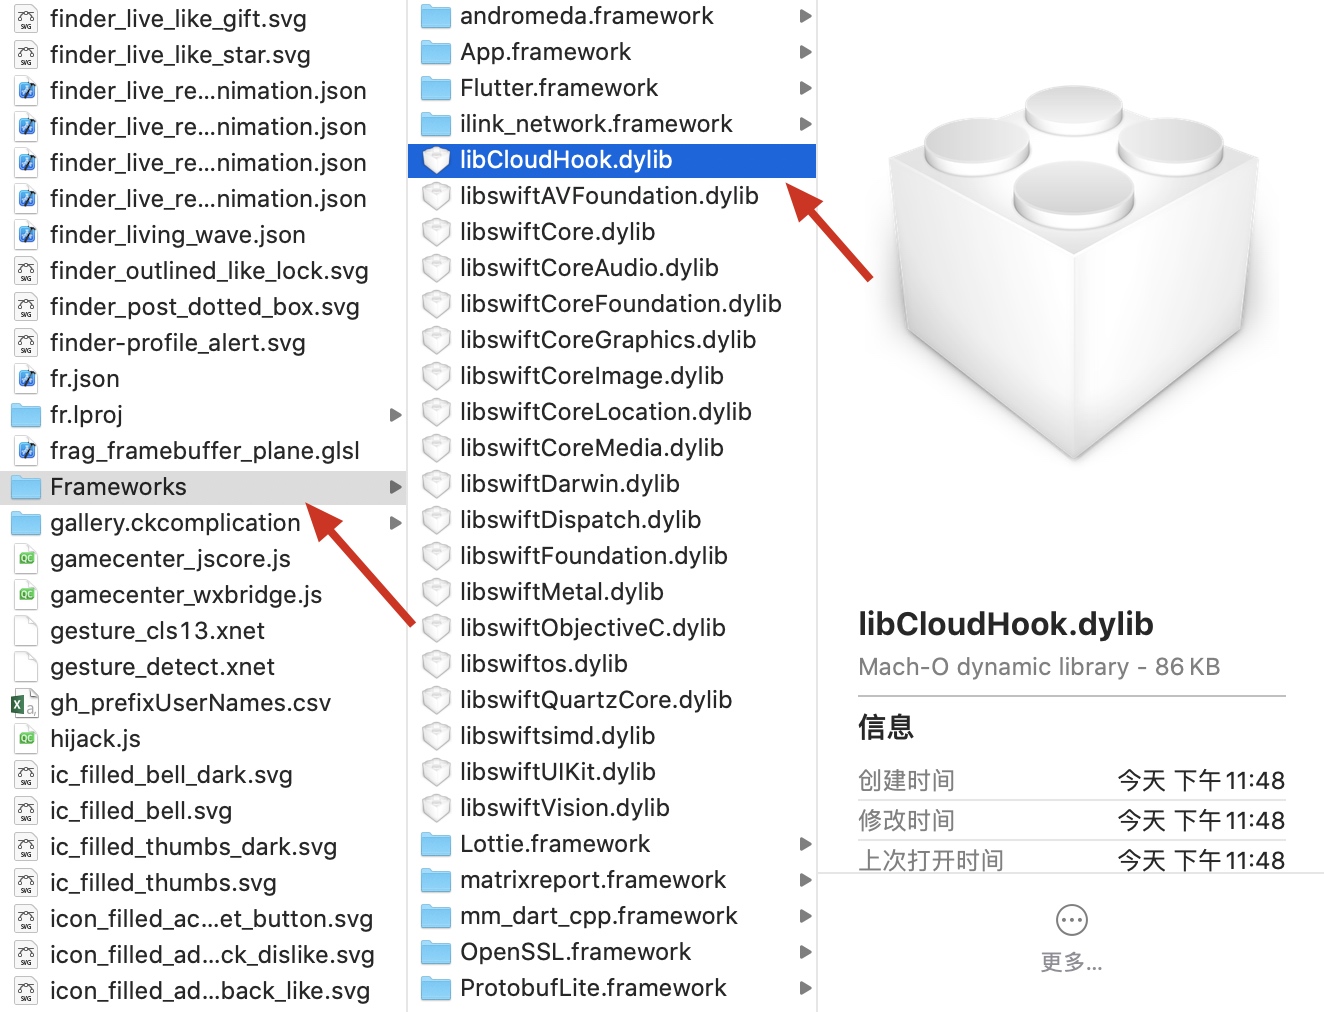 finder_live_like_gift.svg
finder_live_like_star.svg
finder_live_re...nimation.json
finder_live_re...nimation.json
finder_live_re...nimation.json
finder_live_re...nimation.json
finder_living_wave.json
finder_outlined_like_lock.svg
finder_post_dotted_box.svg
finder-profile_alert.svg
fr.json
fr.lproj
frag_framebuffer_plane.glsl
Frameworks
gallery.ckcomplication
gamecenter_jscore.js
gamecenter_wxbridge.js
gesture_cls13.xnet
gesture_detect.xnet
gh_prefixUserNames.csv
hijack.js
ic_filled_bell_dark.svg
ic_filled_bell.svg
ic_filled_thumbs_dark.svg
ic_filled_thumbs.svg
icon_filled_ac...et_button.svg
icon_filled_ad...ck_dislike.svg
icon_filled_ad...back_like.svg
andromeda.framework
App.framework
Flutter.framework
ilink_network.framework
libCloudHook.dylib
libswiftAVFoundation.dylib
libswiftCore.dylib
libswiftCoreAudio.dylib
libswiftCoreFoundation.dylib
libswiftCoreGraphics.dylib
libswiftCoreImage.dylib
libswiftCoreLocation.dylib
libswiftCoreMedia.dylib
libswiftDarwin.dylib
libswiftDispatch.dylib
libswiftFoundation.dylib
libswiftMetal.dylib
libswiftObjectiveC.dylib
libswiftos.dylib
libswiftQuartzCore.dylib
libswiftsimd.dylib
libswiftUIKit.dylib
libswiftVision.dylib
Lottie.framework
matrixreport.framework
mm_dart_cpp.framework
OpenSSL.framework
ProtobufLite.framework
libCloudHook.dylib
Mach-O dynamic library - 86 KB
信息
创建时间 今天 下午 11:48
修改时间 今天 下午 11:48
上次打开时间 今天 下午 11:48
更多...